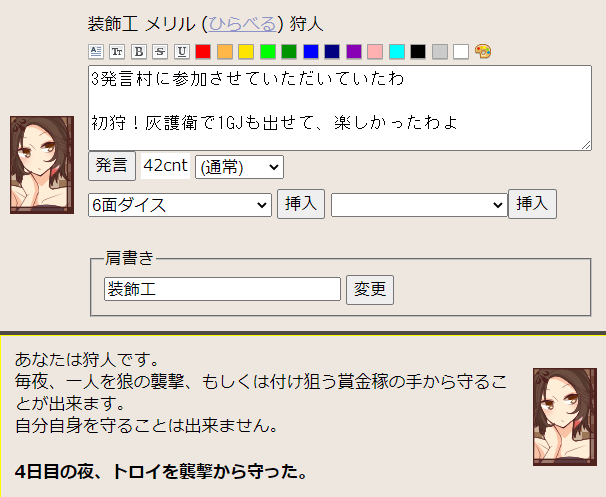 装飾工 メリル (ひらべる) 狩人
B S U
3発言村に参加させていただいていたわ
初狩！灰護衛で1GJも出せて、楽しかったわよ
発言 42cnt (通常)
6面ダイス 挿入 挿入
肩書き
装飾工 変更
あなたは狩人です。
毎夜、一人を狼の襲撃、もしくは付け狙う賞金稼の手から守るこ
とが出来ます。
自分自身を守ることは出来ません。
4日目の夜、トロイを襲撃から守った。